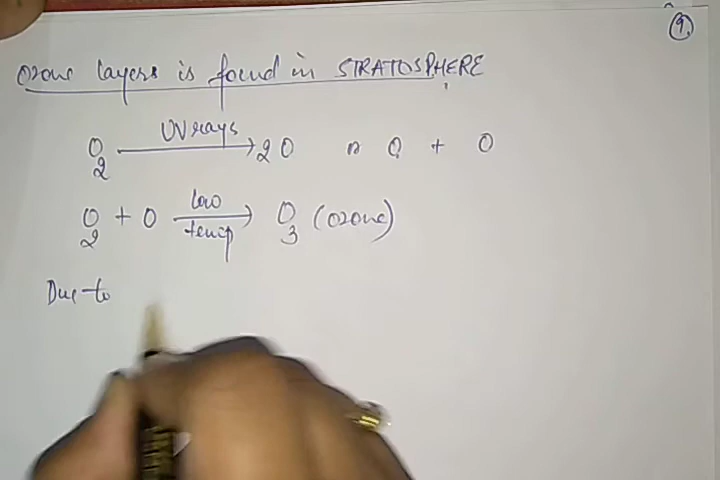 9
Ozone layers is found in STRATOSPHERE
O2 UV rays → 2O or O + O
O2 + O low temp → O3 (ozone)
Due to